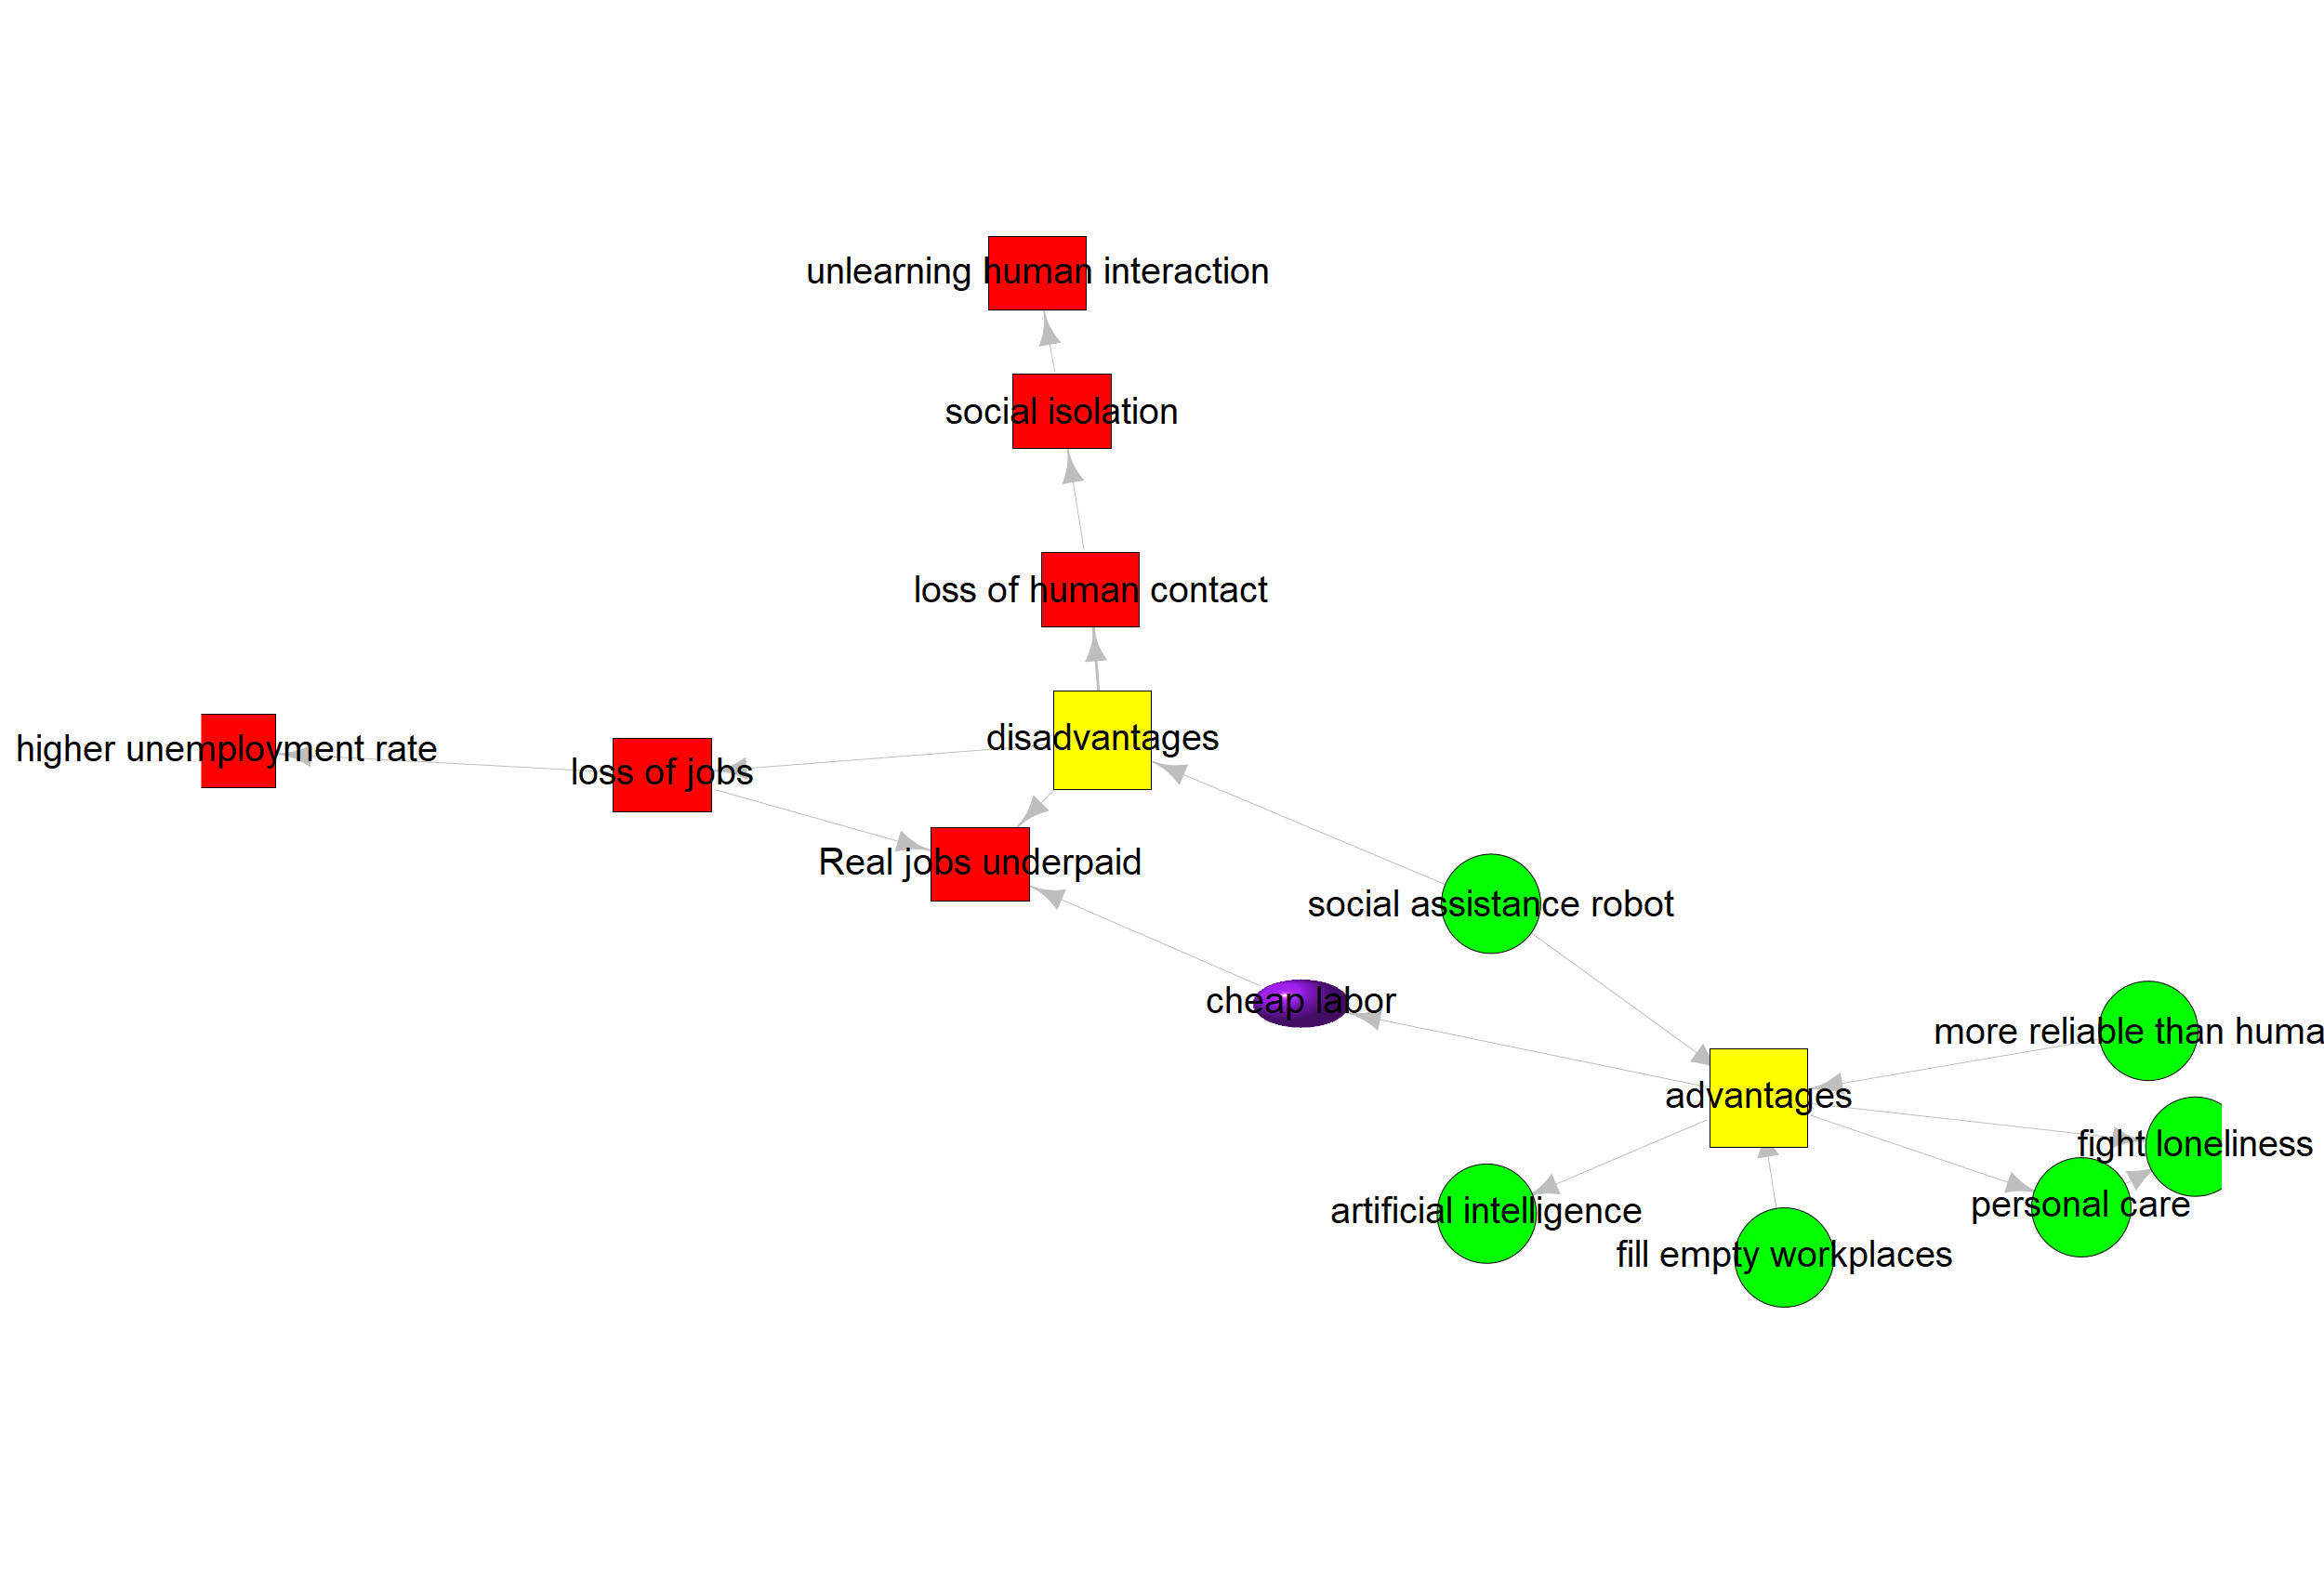 unlearning human interaction
social isolation
loss of human contact
disadvantages
higher unemployment rate
loss of jobs
Real jobs underpaid
social assistance robot
cheap labor
more reliable than huma
advantages
fight loneliness
personal care
artificial intelligence
fill empty workplaces